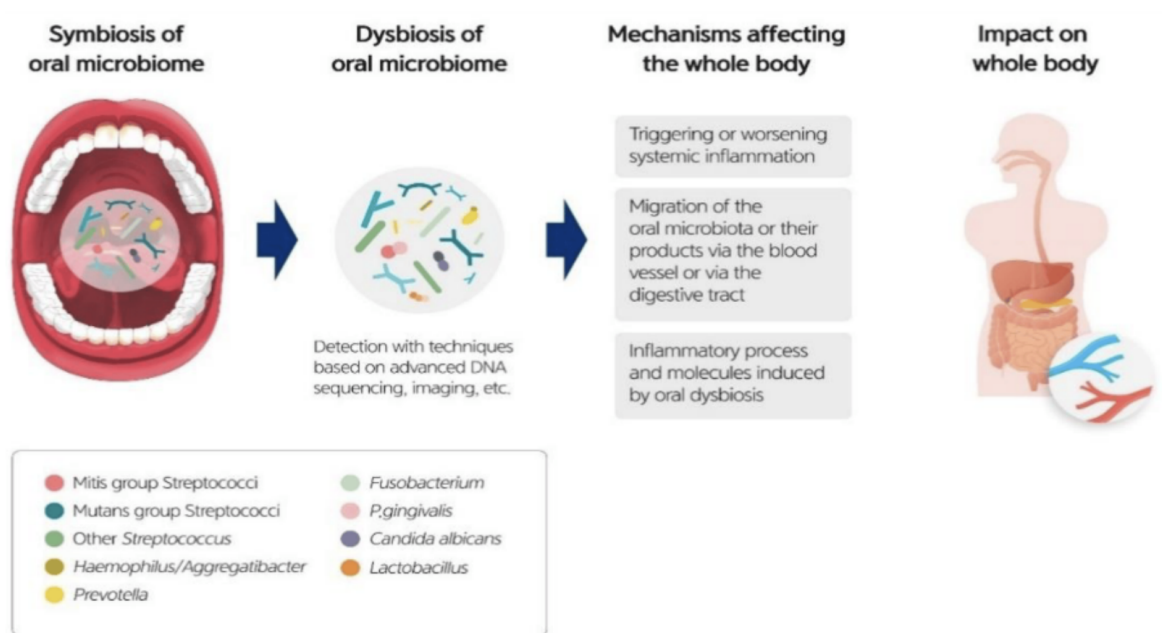 Symbiosis of
oral microbiome
Dysbiosis of
oral microbiome
Mechanisms affecting
the whole body
Impact on
whole body
Triggering or worsening
systemic inflammation
Migration of the
oral microbiota or their
products via the blood
vessel or via the
digestive tract
Inflammatory process
and molecules induced
by oral dysbiosis
Detection with techniques
based on advanced DNA
sequencing, imaging, etc.
Mitis group Streptococci
Mutans group Streptococci
Other Streptococcus
Haemophilus/Aggregatibacter
Prevotella
Fusobacterium
P.gingivalis
Candida albicans
Lactobacillus